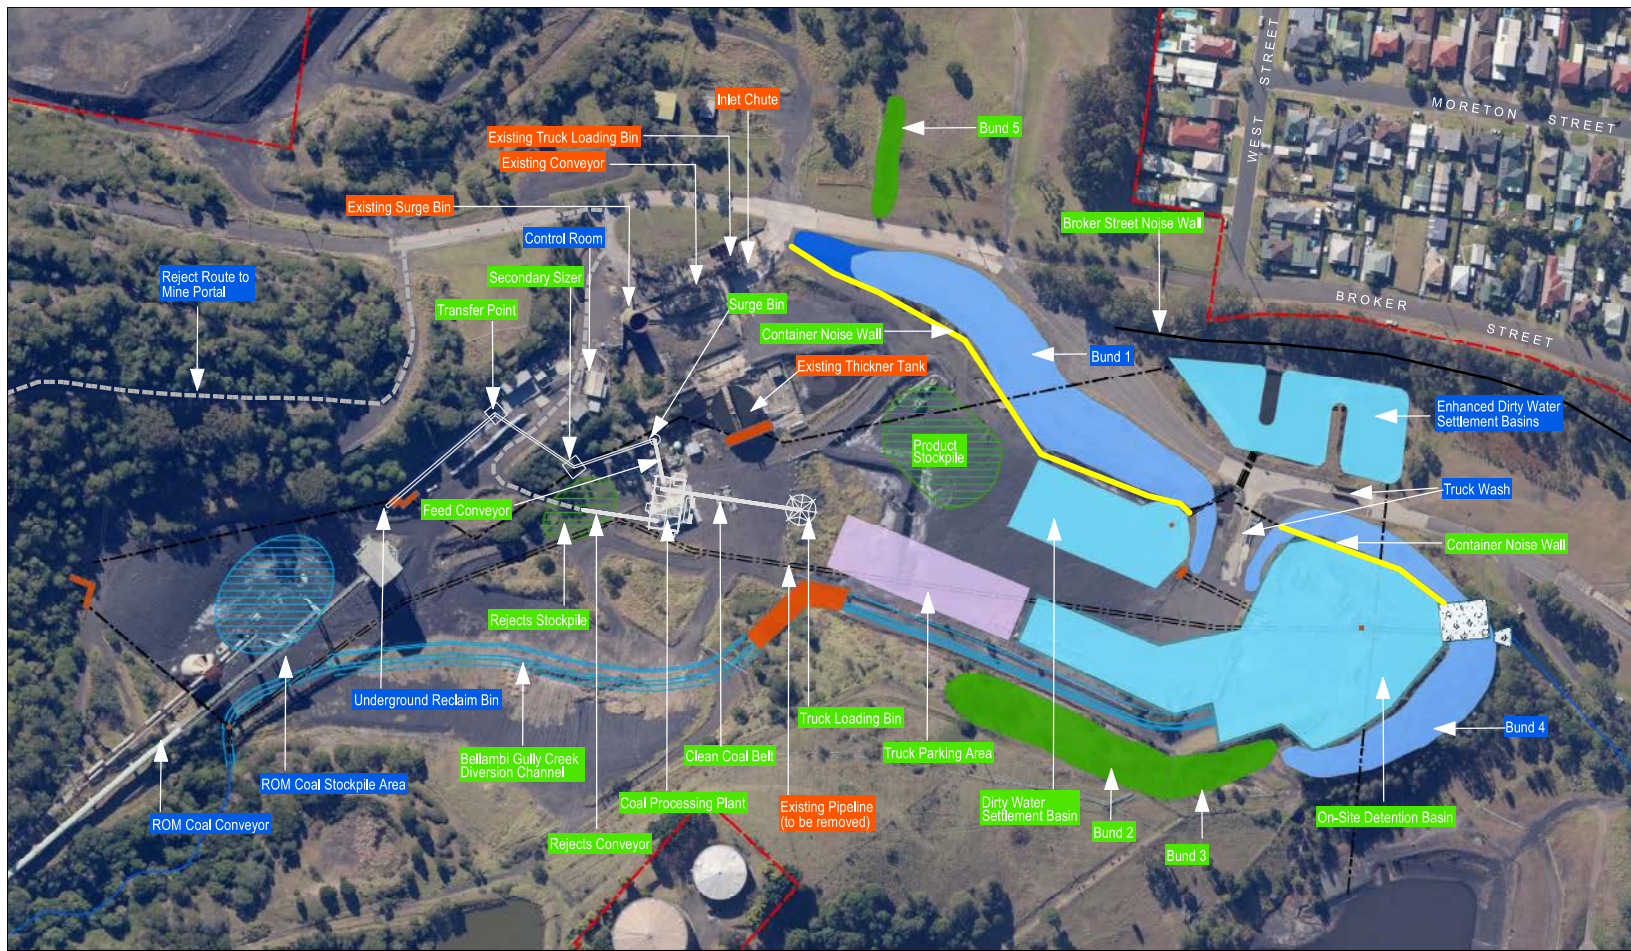 Inlet Chute
Bund 5
Existing Truck Loading Bin
Existing Conveyor
Existing Surge Bin
Control Room
Secondary Sizer
Reject Route to
Mine Portal
Transfer Point
Surge Bin
Container Noise Wall
Bund 1
Existing Thickner Tank
Broker Street Noise Wall
WEST STREET
MORETON STREET
BROKER STREET
Enhanced Dirty Water
Settlement Basins
Product
Stockpile
Truck Wash
Feed Conveyor
Container Noise Wall
Rejects Stockpile
Underground Reclaim Bin
Truck Loading Bin
Bund 4
Bellambi Gully Creek
Diversion Channel
Clean Coal Belt
Truck Parking Area
ROM Coal Stockpile Area
Coal Processing Plant
Existing Pipeline
(to be removed)
Dirty Water
Settlement Basin
On-Site Detention Basin
ROM Coal Conveyor
Rejects Conveyor
Bund 2
Bund 3